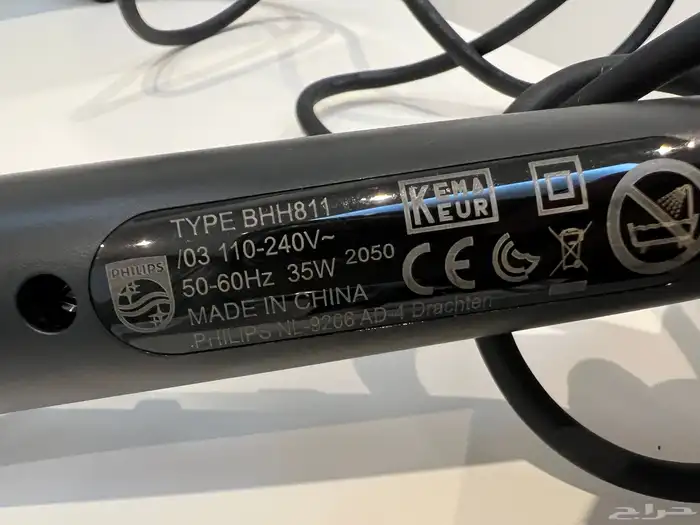 TYPE BHH811
/03 110-240V~
50-60Hz 35W 2050
MADE IN CHINA
PHILIPS NL-9206 AD-4 Drachten
PHILIPS
KEMA
EUR
CE
حراج